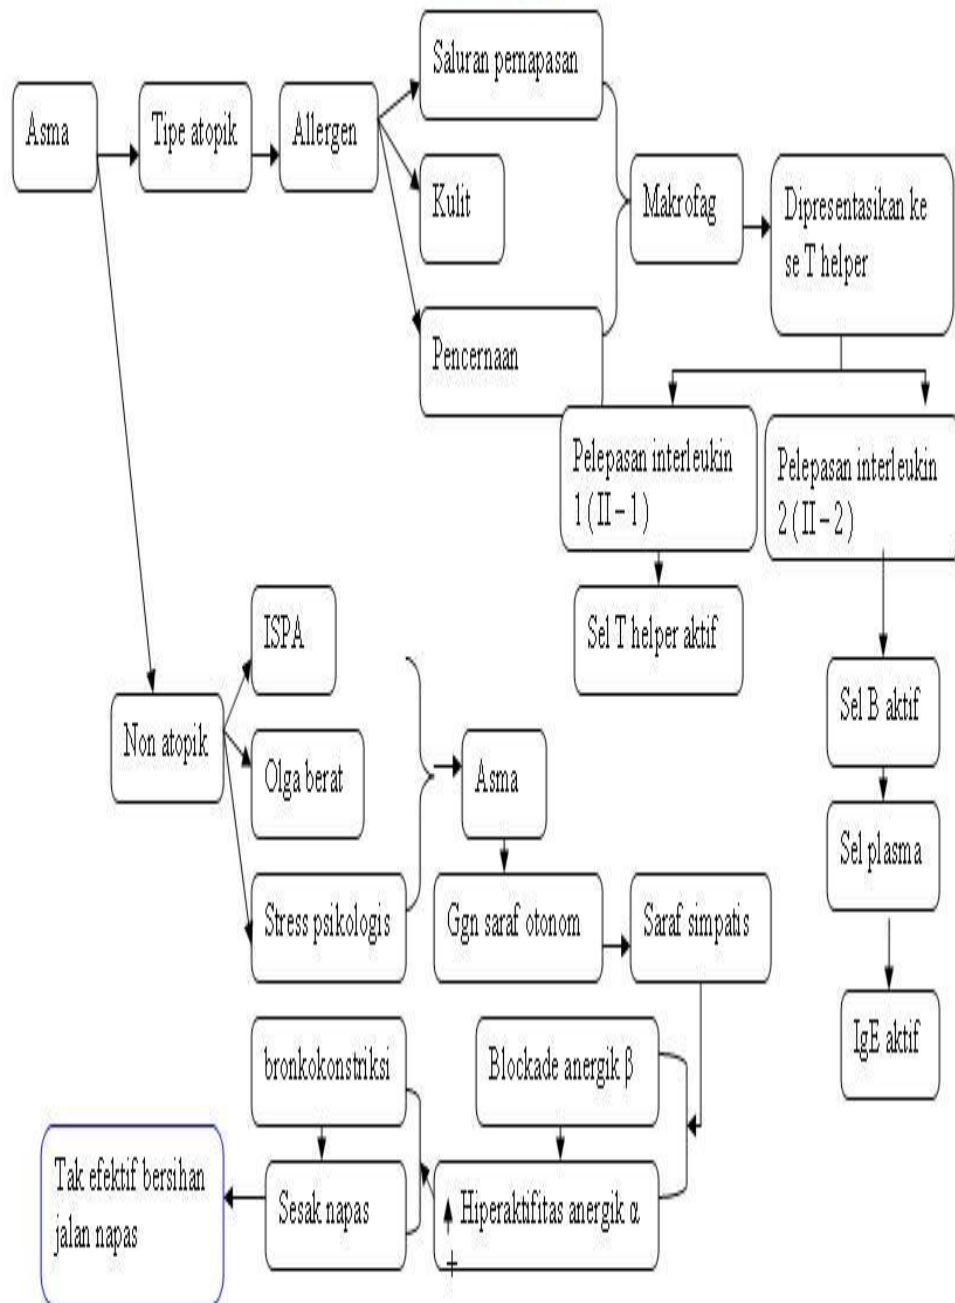 Saluran pernapasan
Asma
Tipe atopik
Allergen
Kulit
Makrofag
Dipresentasikan ke
se T helper
Pencernaan
Pelepasan interleukin
1 ( II – 1 )
Pelepasan interleukin
2 ( II – 2 )
Sel T helper aktif
ISPA
Non atopik
Olga berat
Asma
Sel B aktif
Sel plasma
Stress psikologis
Ggn saraf otonom
Saraf simpatis
IgE aktif
bronkokonstriksi
Blockade anergik β
Tak efektif bersihan
jalan napas
Sesak napas
Hiperaktifitas anergik α
+